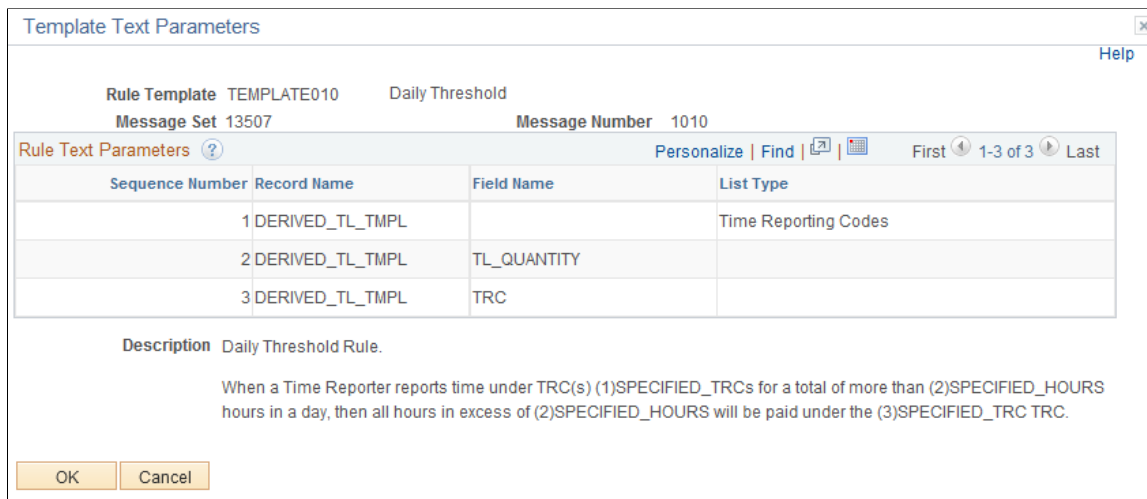 Template Text Parameters
Help
Rule Template TEMPLATE010 Daily Threshold
Message Set 13507 Message Number 1010
Rule Text Parameters ? Personalize | Find | | First 1-3 of 3 Last
Sequence Number Record Name Field Name List Type
1 DERIVED_TL_TMPL Time Reporting Codes
2 DERIVED_TL_TMPL TL_QUANTITY
3 DERIVED_TL_TMPL TRC
Description Daily Threshold Rule.
When a Time Reporter reports time under TRC(s) (1)SPECIFIED_TRCs for a total of more than (2)SPECIFIED_HOURS
hours in a day, then all hours in excess of (2)SPECIFIED_HOURS will be paid under the (3)SPECIFIED_TRC TRC.
OK Cancel